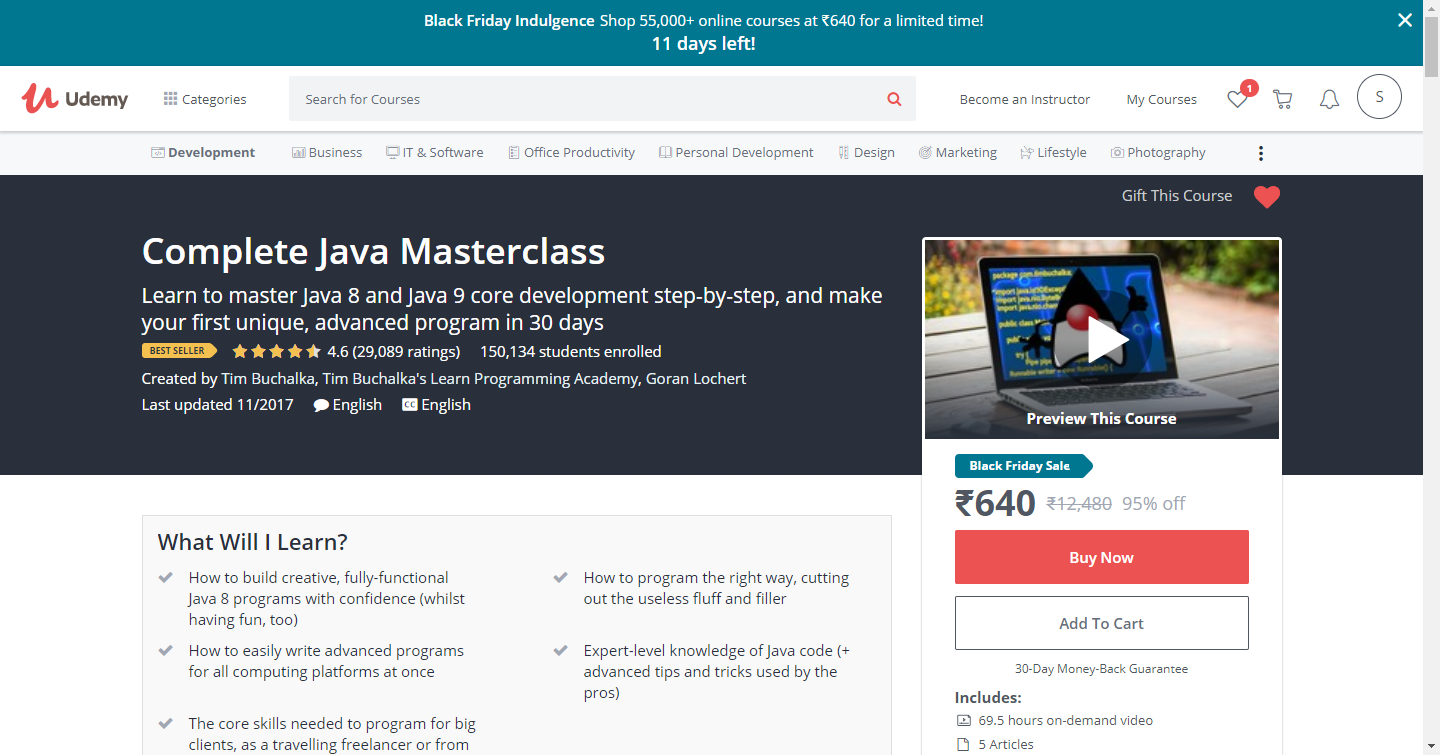 Black Friday Indulgence Shop 55,000+ online courses at ₹640 for a limited time!
11 days left!
Udemy
Categories
Search for Courses
Become an Instructor
My Courses
1
S
Development
Business
IT & Software
Office Productivity
Personal Development
Design
Marketing
Lifestyle
Photography
Gift This Course
Complete Java Masterclass
Learn to master Java 8 and Java 9 core development step-by-step, and make
your first unique, advanced program in 30 days
BEST SELLER 4.6 (29,089 ratings) 150,134 students enrolled
Created by Tim Buchalka, Tim Buchalka's Learn Programming Academy, Goran Lochert
Last updated 11/2017 English CC English
Preview This Course
Black Friday Sale
₹640 ₹12,480 95% off
Buy Now
Add To Cart
30-Day Money-Back Guarantee
Includes:
69.5 hours on-demand video
5 Articles
What Will I Learn?
How to build creative, fully-functional
Java 8 programs with confidence (whilst
having fun, too)
How to program the right way, cutting
out the useless fluff and filler
How to easily write advanced programs
for all computing platforms at once
Expert-level knowledge of Java code (+
advanced tips and tricks used by the
pros)
The core skills needed to program for big
clients, as a travelling freelancer or from